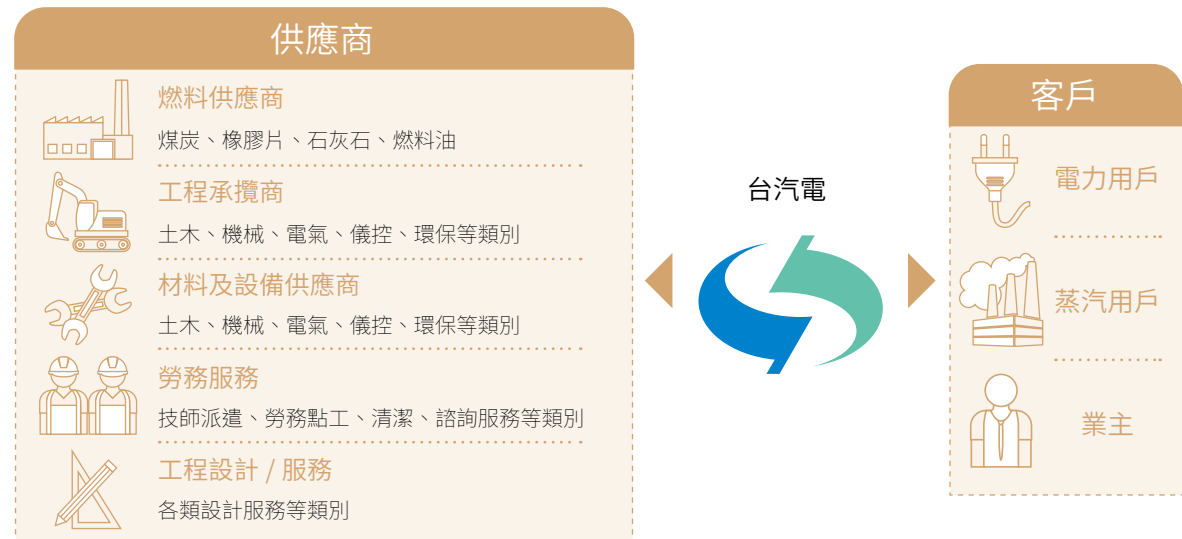 供應商
燃料供應商
煤炭、橡膠片、石灰石、燃料油
工程承攬商
土木、機械、電氣、儀控、環保等類別
材料及設備供應商
土木、機械、電氣、儀控、環保等類別
勞務服務
技師派遣、勞務點工、清潔、諮詢服務等類別
工程設計 / 服務
各類設計服務等類別
台汽電
客戶
電力用戶
蒸汽用戶
業主